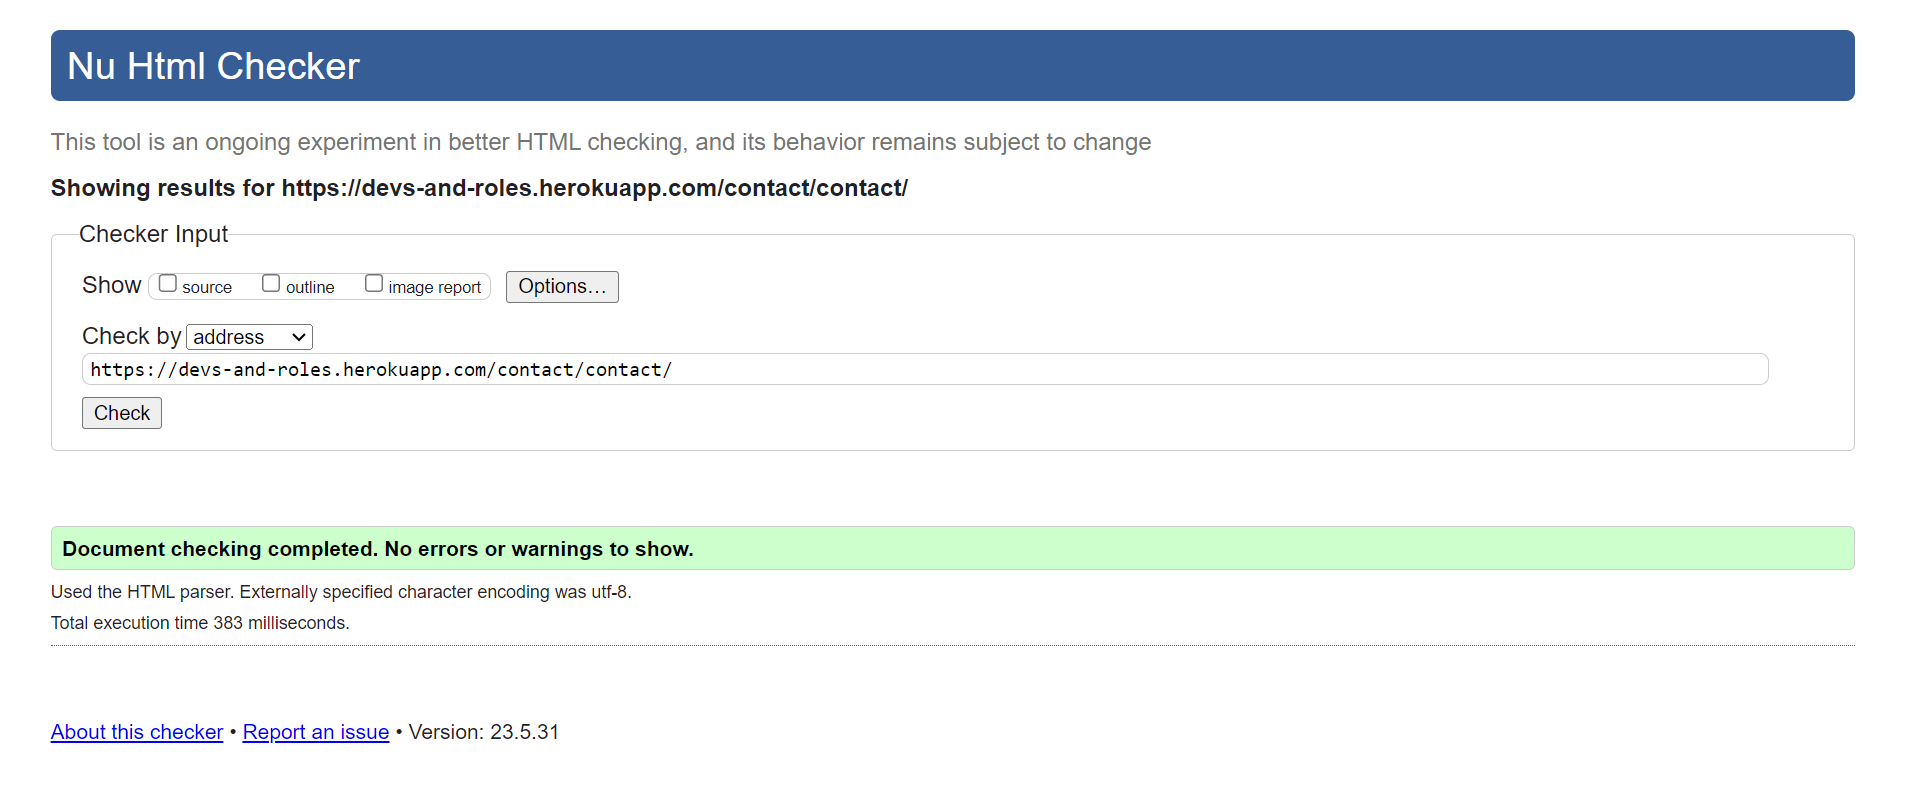 Nu Html Checker
This tool is an ongoing experiment in better HTML checking, and its behavior remains subject to change
Showing results for https://devs-and-roles.herokuapp.com/contact/contact/
Checker Input
Show source outline image report Options…
Check by address
https://devs-and-roles.herokuapp.com/contact/contact/
Check
Document checking completed. No errors or warnings to show.
Used the HTML parser. Externally specified character encoding was utf-8.
Total execution time 383 milliseconds.
About this checker • Report an issue • Version: 23.5.31